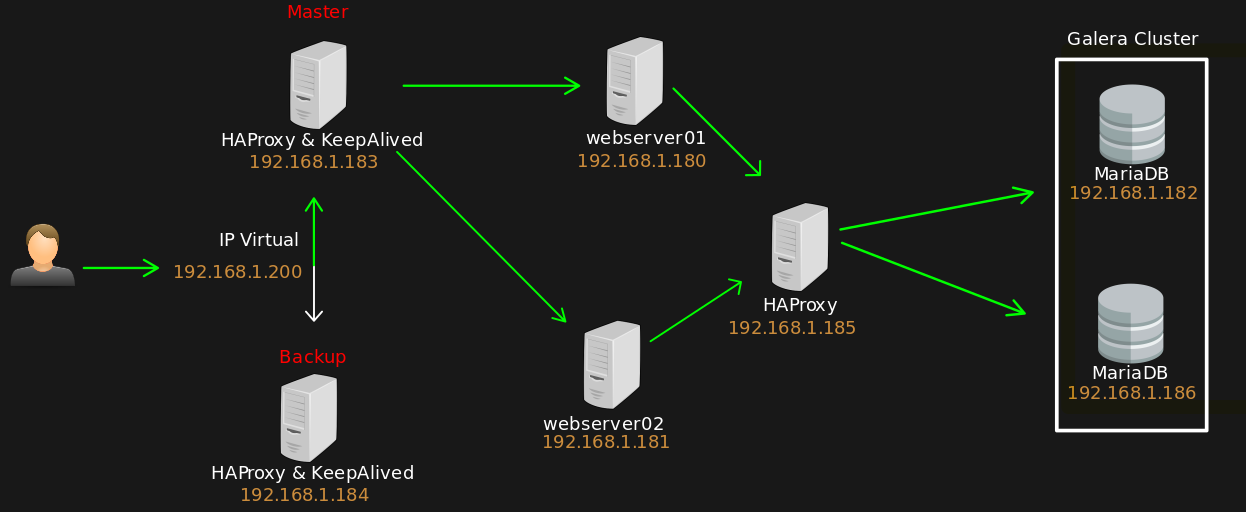 Master
HAProxy & KeepAlived
192.168.1.183
IP Virtual
192.168.1.200
Backup
HAProxy & KeepAlived
192.168.1.184
webserver01
192.168.1.180
webserver02
192.168.1.181
HAProxy
192.168.1.185
Galera Cluster
MariaDB
192.168.1.182
MariaDB
192.168.1.186